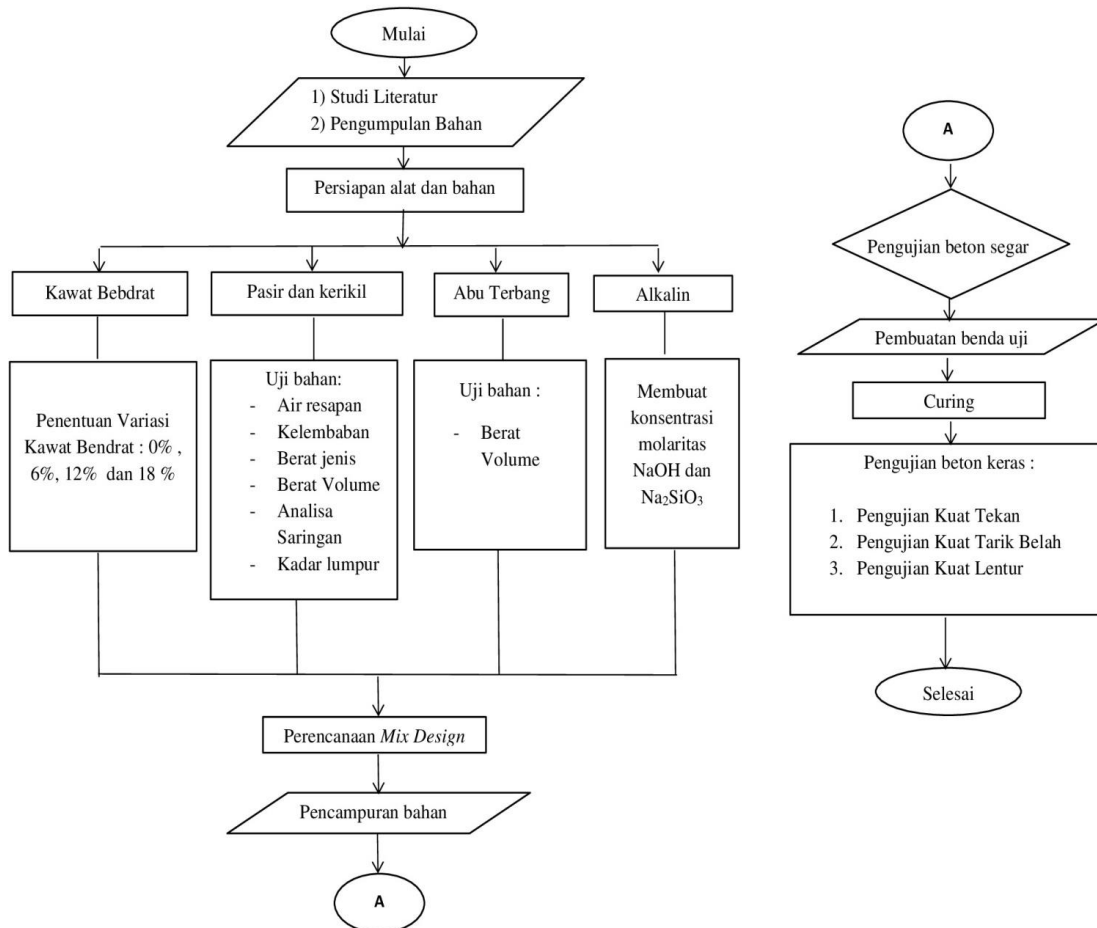 Mulai
1) Studi Literatur
2) Pengumpulan Bahan
Persiapan alat dan bahan
Kawat Bebdrat
Pasir dan kerikil
Abu Terbang
Alkalin
Penentuan Variasi
Kawat Bendrat : 0% ,
6%, 12% dan 18 %
Uji bahan:
- Air resapan
- Kelembaban
- Berat jenis
- Berat Volume
- Analisa
Saringan
- Kadar lumpur
Uji bahan :
- Berat
Volume
Membuat
konsentrasi
molaritas
NaOH dan
Na₂SiO₃
Perencanaan Mix Design
Pencampuran bahan
A
A
Pengujian beton segar
Pembuatan benda uji
Curing
Pengujian beton keras :
1. Pengujian Kuat Tekan
2. Pengujian Kuat Tarik Belah
3. Pengujian Kuat Lentur
Selesai